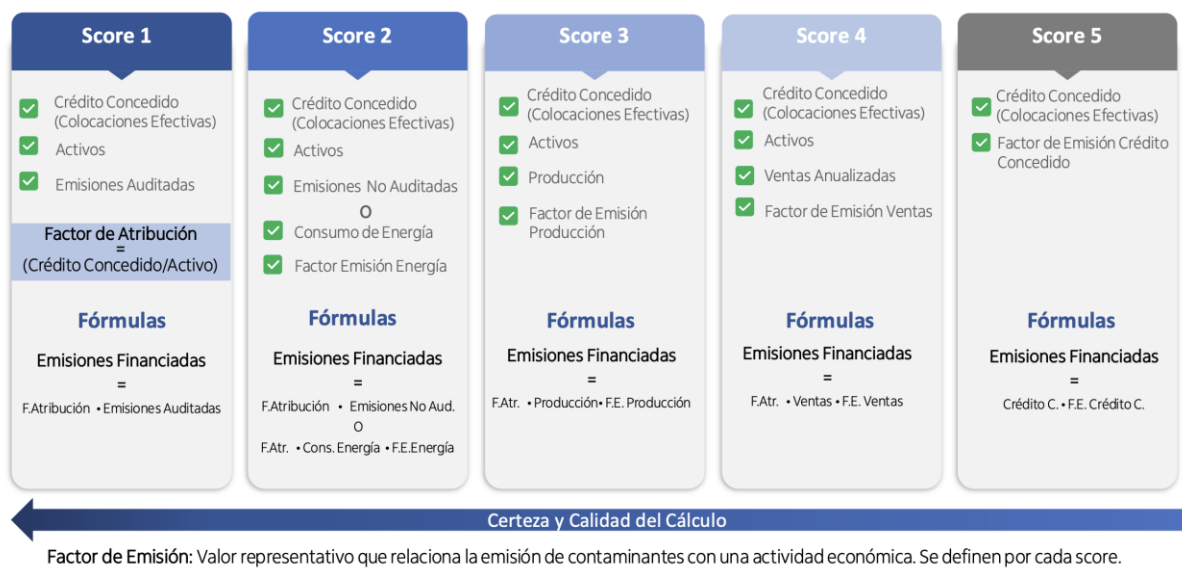 Score 1
Crédito Concedido
(Colocaciones Efectivas)
Activos
Emisiones Auditadas
Factor de Atribución
=
(Crédito Concedido/Activo)
Fórmulas
Emisiones Financiadas
=
F.Atribución • Emisiones Auditadas
Score 2
Crédito Concedido
(Colocaciones Efectivas)
Activos
Emisiones No Auditadas
O
Consumo de Energía
Factor Emisión Energía
Fórmulas
Emisiones Financiadas
=
F.Atribución • Emisiones No Aud.
O
F.Atr. • Cons. Energía • F.E.Energía
Score 3
Crédito Concedido
(Colocaciones Efectivas)
Activos
Producción
Factor de Emisión
Producción
Fórmulas
Emisiones Financiadas
=
F.Atr. • Producción • F.E. Producción
Score 4
Crédito Concedido
(Colocaciones Efectivas)
Activos
Ventas Anualizadas
Factor de Emisión Ventas
Fórmulas
Emisiones Financiadas
=
F.Atr. • Ventas • F.E. Ventas
Score 5
Crédito Concedido
(Colocaciones Efectivas)
Factor de Emisión Crédito
Concedido
Fórmulas
Emisiones Financiadas
=
Crédito C. • F.E. Crédito C.
Certeza y Calidad del Cálculo
Factor de Emisión: Valor representativo que relaciona la emisión de contaminantes con una actividad económica. Se definen por cada score.